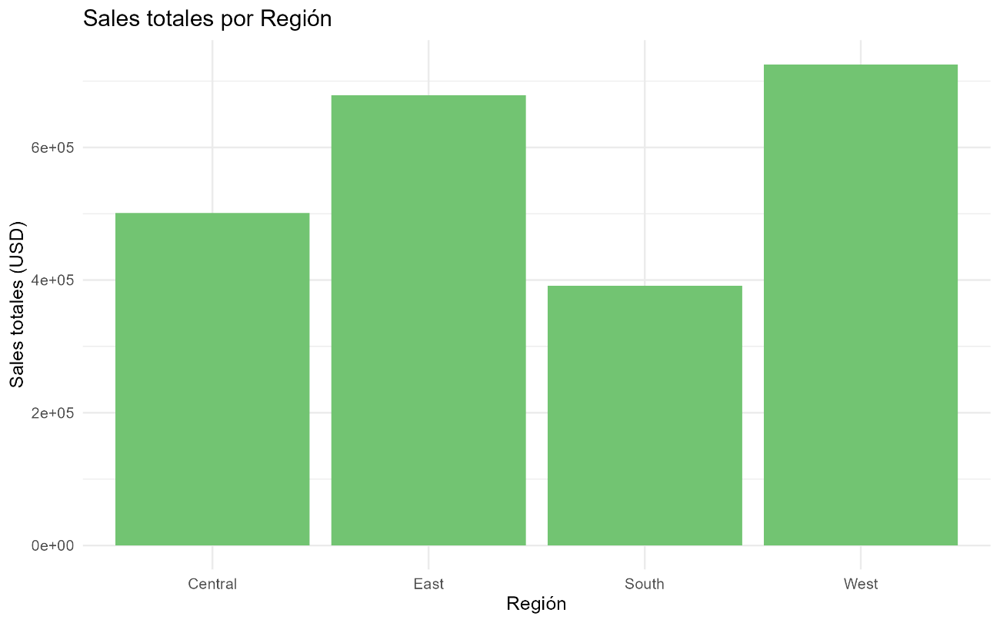 Sales totales por Región
Sales totales (USD)
6e+05
4e+05
2e+05
0e+00
Central
East
South
West
Región